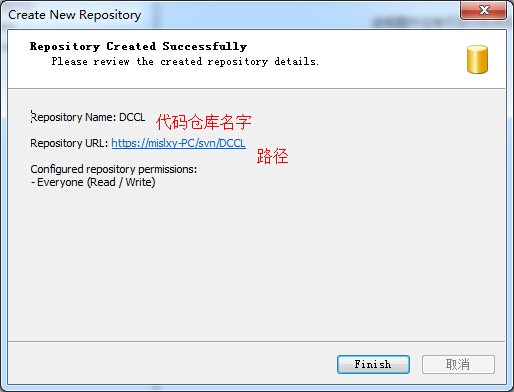 Create New Repository
Repository Created Successfully
Please review the created repository details.
Repository Name: DCCL 代码仓库名字
Repository URL: https://mislxy-PC/svn/DCCL
路径
Configured repository permissions:
- Everyone (Read / Write)
Finish 取消